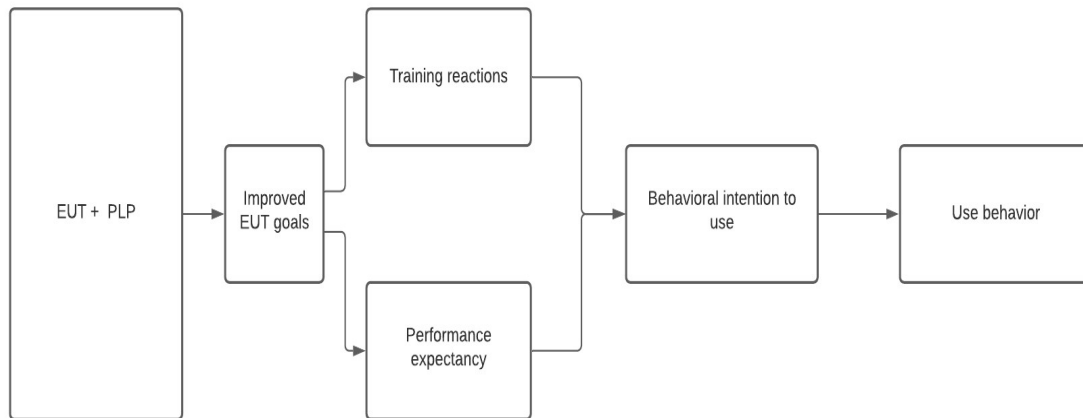 EUT + PLP
Improved
EUT goals
Training reactions
Performance
expectancy
Behavioral intention to
use
Use behavior